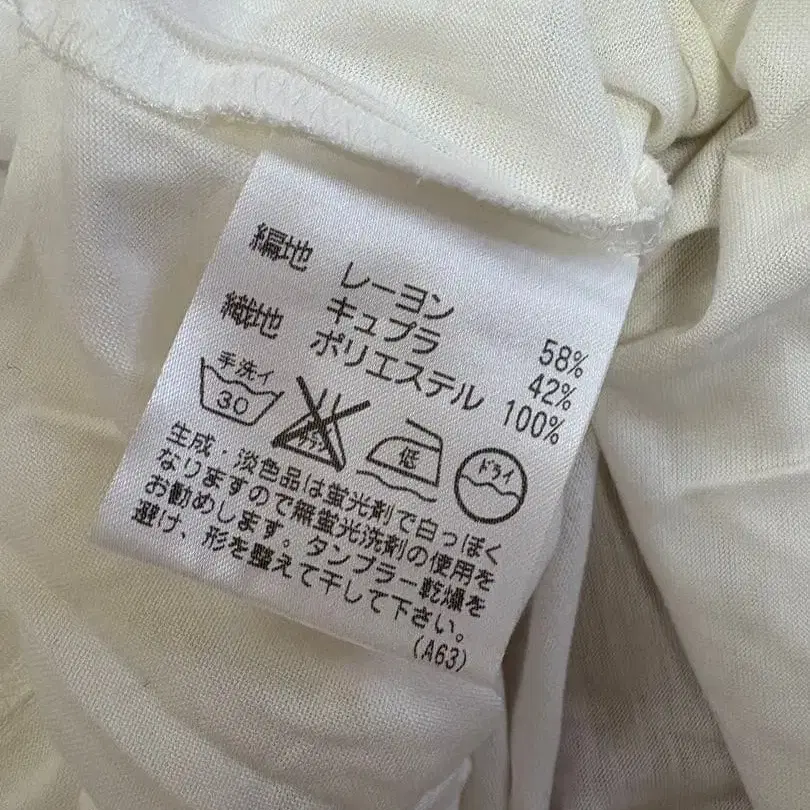 編地 レーヨン 58%
キュプラ 42%
織地 ポリエステル 100%
手洗イ
30
低
ドライ
生成・淡色品は蛍光剤で白っぽく
なりますので無蛍光洗剤の使用を
お勧めします。タンブラー乾燥を
避け、形を整えて干して下さい。
(A63)